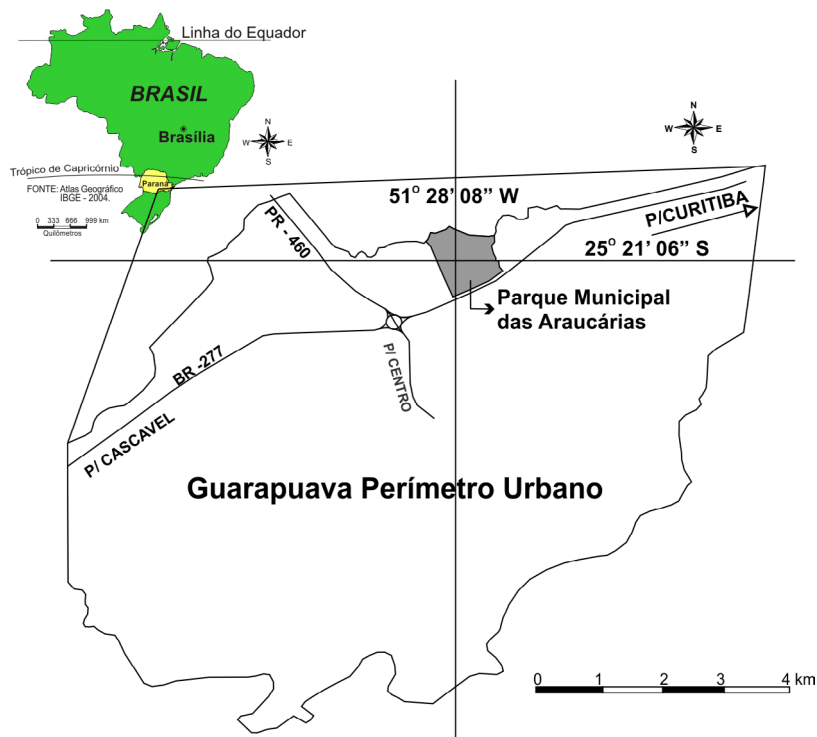 Linha do Equador
BRASIL
Brasília
N
W E
S
Trópico de Capricórnio
Paraná
FONTE: Atlas Geográfico
IBGE - 2004.
0 333 666 999 km
Quilômetros
N
W E
S
51° 28' 08” W
PR - 460
P/CURITIBA
25° 21' 06” S
Parque Municipal
das Araucárias
P/ CENTRO
BR -277
P/ CASCAVEL
Guarapuava Perímetro Urbano
0 1 2 3 4 km